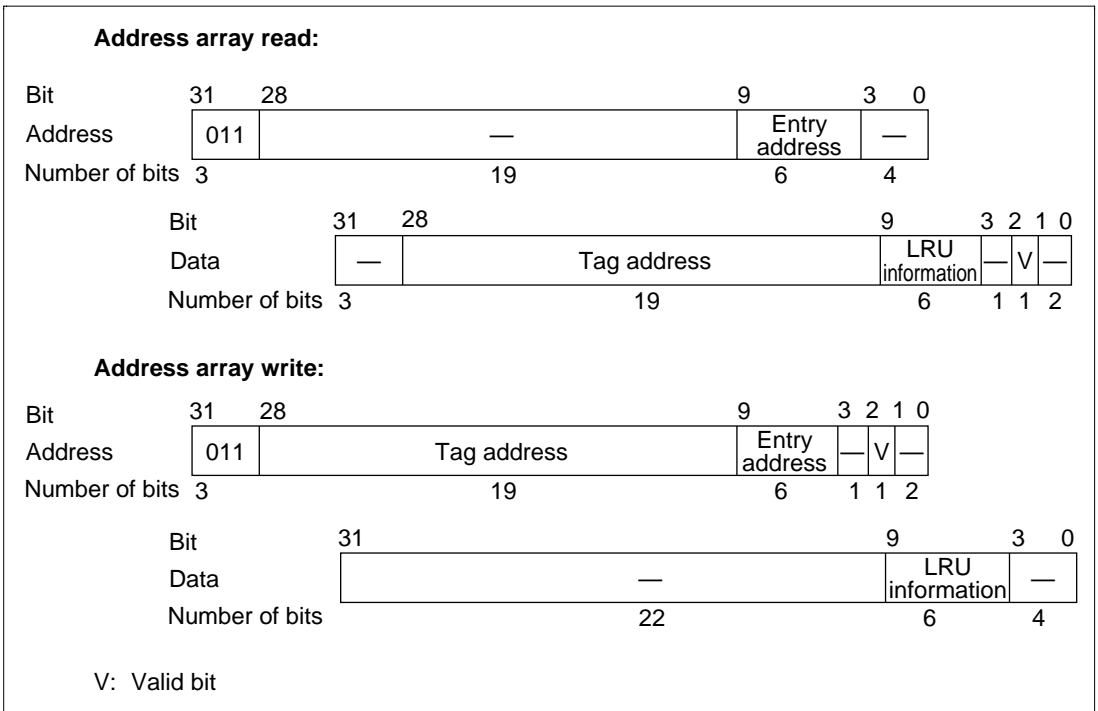 Address array read:
Bit 31 28 9 3 0
Address 011 — Entry address —
Number of bits 3 19 6 4
Bit 31 28 9 3 2 1 0
Data — Tag address LRU information — V —
Number of bits 3 19 6 1 1 2
Address array write:
Bit 31 28 9 3 2 1 0
Address 011 Tag address Entry address — V —
Number of bits 3 19 6 1 1 2
Bit 31 9 3 0
Data — LRU information —
Number of bits 22 6 4
V: Valid bit